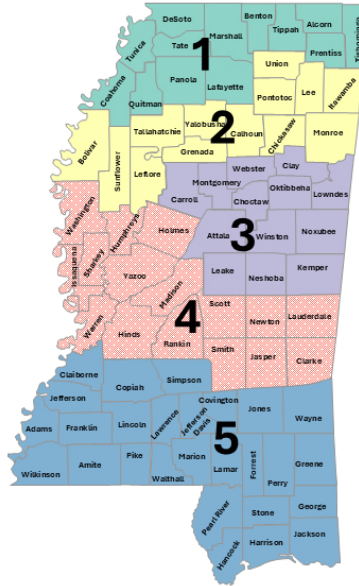 DeSoto
Benton
Alcorn
Tippah
Marshall
Tunica
Tate
1
Prentiss
Union
Panola
Coahoma
Lafayette
Quitman
Pontotoc
Lee
Itawamba
Yalobusha
2
Tallahatchie
Calhoun
Chickasaw
Monroe
Bolivar
Grenada
Sunflower
Leflore
Webster
Clay
Montgomery
Oktibbeha
Carroll
Choctaw
Lowndes
Washington
Humphreys
Holmes
Attala
3
Winston
Noxubee
Issaquena
Sharkey
Yazoo
Leake
Neshoba
Kemper
Madison
Scott
Warren
4
Newton
Lauderdale
Hinds
Rankin
Smith
Jasper
Clarke
Claiborne
Copiah
Simpson
Jefferson
Covington
Jones
Wayne
Adams
Franklin
Lincoln
Lawrence
Jefferson
Davis
5
Pike
Marion
Amite
Wilkinson
Walthall
Lamar
Forrest
Perry
Greene
Pearl River
Stone
George
Hancock
Harrison
Jackson